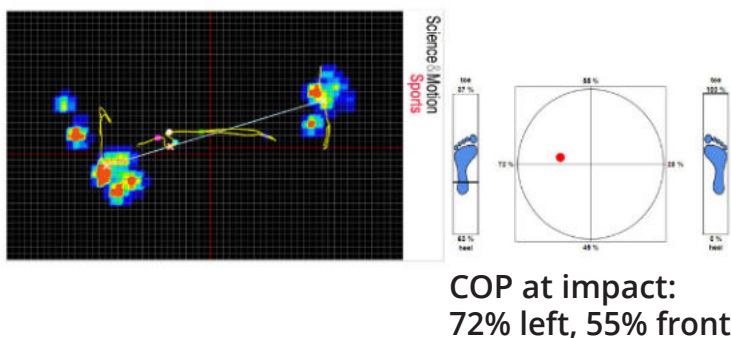 Science&Motion
Sports
toe
37 %
55 %
toe
100 %
72 %
28 %
63 %
heel
45 %
0 %
heel
COP at impact:
72% left, 55% front